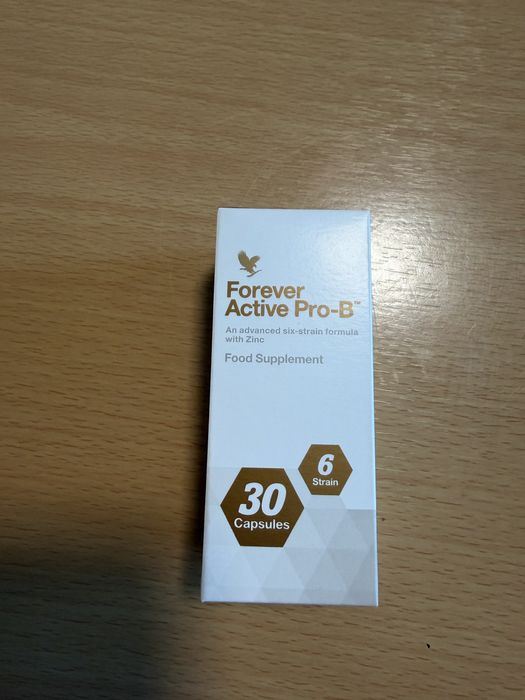 Forever
Active Pro-B™
An advanced six-strain formula
with Zinc
Food Supplement
6
Strain
30
Capsules